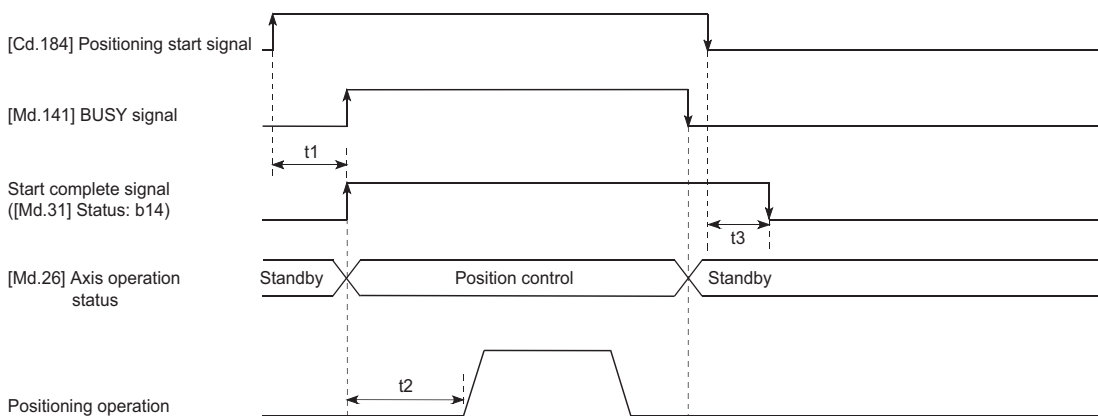 [Cd.184] Positioning start signal
[Md.141] BUSY signal
t1
Start complete signal
([Md.31] Status: b14)
t3
[Md.26] Axis operation
status
Standby
Position control
Standby
t2
Positioning operation